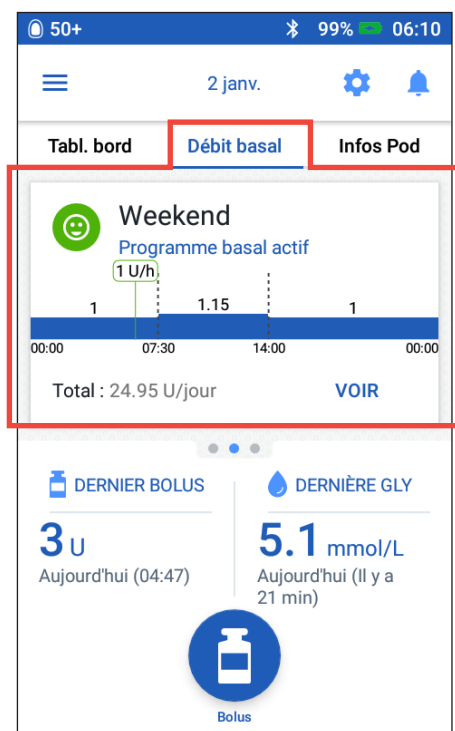 50+ 99% 06:10
2 janv.
Tabl. bord Débit basal Infos Pod
Weekend
Programme basal actif
1 U/h
1 1.15 1
00:00 07:30 14:00 00:00
Total : 24.95 U/jour VOIR
DERNIER BOLUS DERNIÈRE GLY
3 U 5.1 mmol/L
Aujourd'hui (04:47) Aujourd'hui (Il y a
21 min)
Bolus